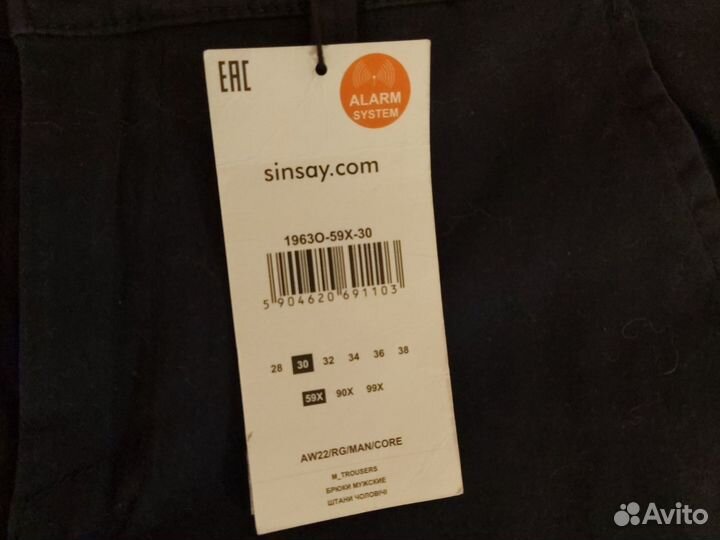 EAC
ALARM
SYSTEM
sinsay.com
1963O-59X-30
5 904620 691103
28 30 32 34 36 38
59X 90X 99X
AW22/RG/MAN/CORE
M_TROUSERS
БРЮКИ МУЖСКИЕ
ШТАНИ ЧОЛОВІЧІ
Avito